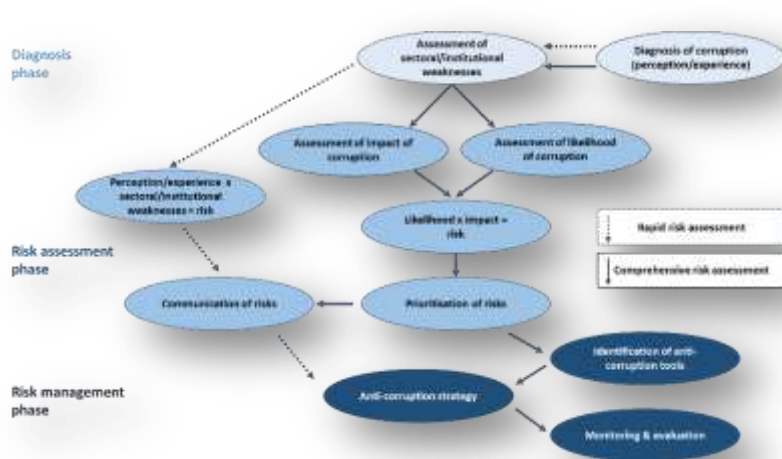 Diagnosis
phase
Assessment of
sectoral/institutional
weaknesses
Diagnosis of corruption
(perception/experience)
Assessment of impact of
corruption
Assessment of likelihood
of corruption
Perception/experience x
sectoral/institutional
weaknesses = risk
Likelihood x impact =
risk
Rapid risk assessment
Risk assessment
phase
Comprehensive risk assessment
Communication of risks
Prioritisation of risks
Identification of anti-
corruption tools
Risk management
phase
Anti-corruption strategy
Monitoring & evaluation